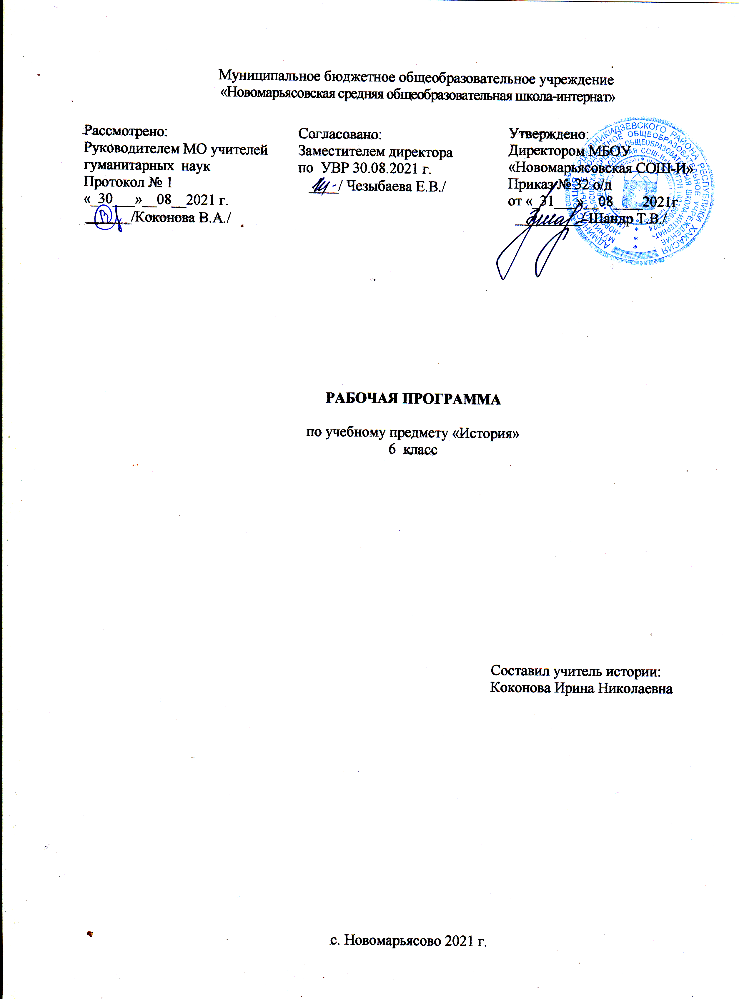 Муниципальное бюджетное общеобразовательное учреждение
«Новомарьясовская средняя общеобразовательная школа-интернат»
Рассмотрено:
Руководителем МО учителей
гуманитарных наук
Протокол № 1
«_30___»__08__2021 г.
______/Коконова В.А./
Согласовано:
Заместителем директора
по УВР 30.08.2021 г.
____/ Чезыбаева Е.В./
Утверждено:
Директором МБОУ
«Новомарьясовская СОШ-И»
Приказ № 32 о/д
от «_31___»__08____2021г
_________/Шандр Т.В./
РАБОЧАЯ ПРОГРАММА
по учебному предмету «История»
6 класс
Составил учитель истории:
Коконова Ирина Николаевна
с. Новомарьясово 2021 г.